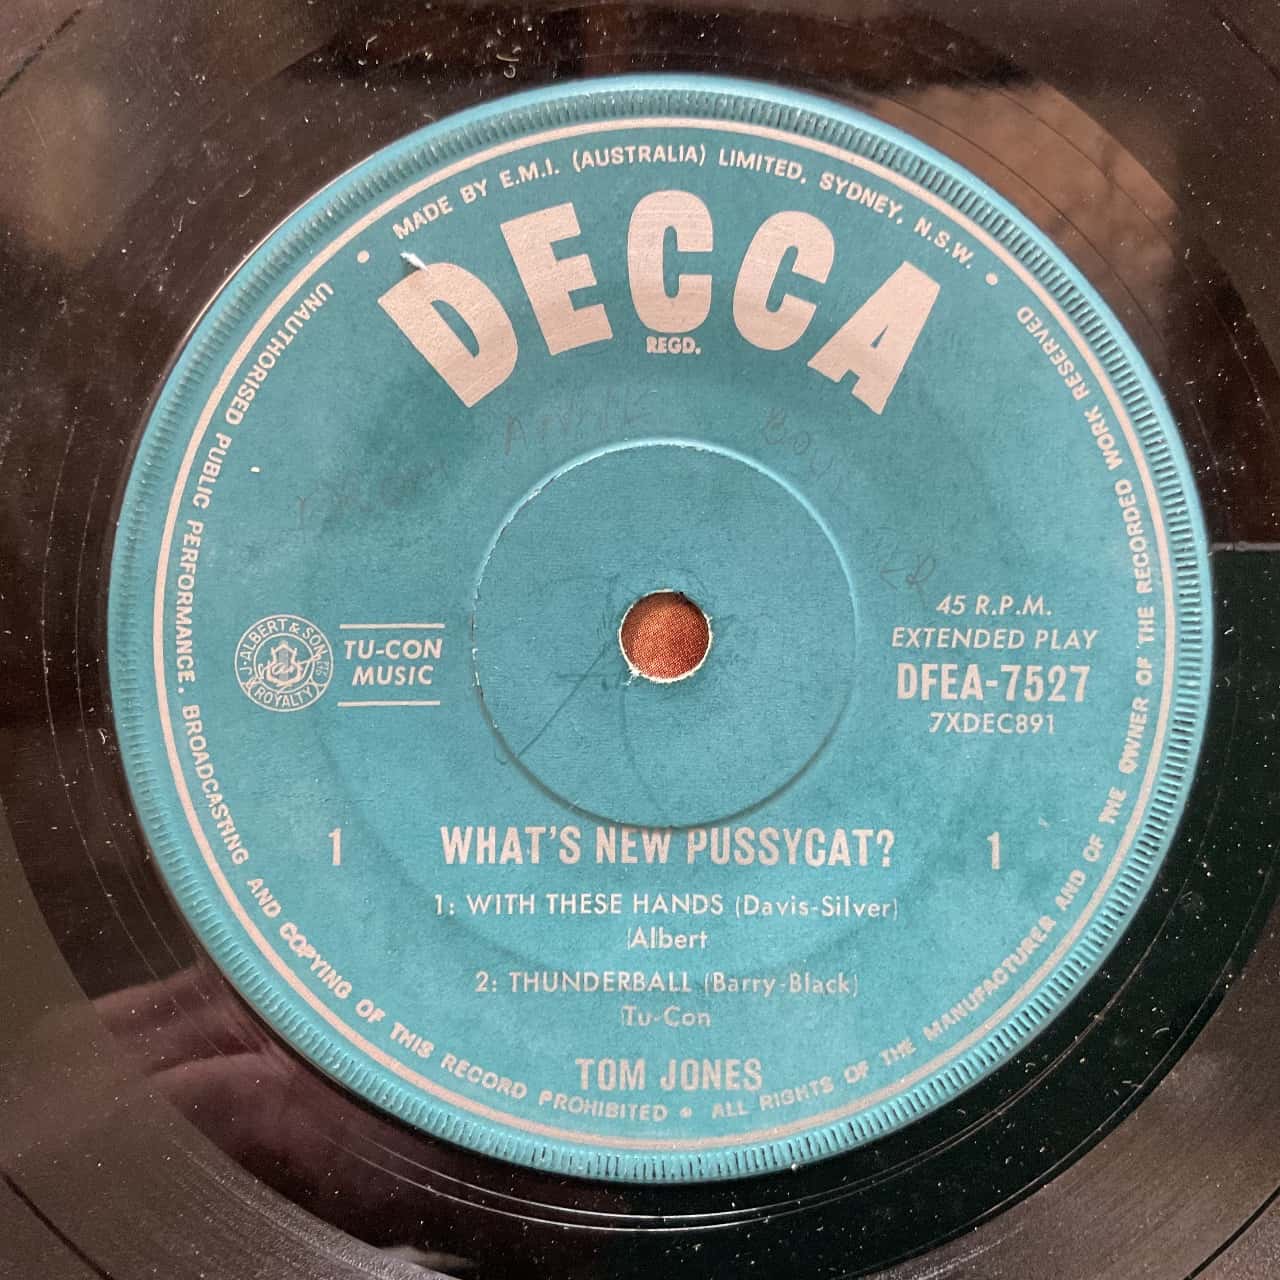 MADE BY E.M.I. (AUSTRALIA) LIMITED. SYDNEY. N.S.W.
DECCA
REGD.
45 R.P.M.
EXTENDED PLAY
DFEA-7527
7XDEC891
J. ALBERT & SON
ROYALTY
TU-CON
MUSIC
1 WHAT'S NEW PUSSYCAT? 1
1: WITH THESE HANDS (Davis-Silver)
Albert
2: THUNDERBALL (Barry-Black)
Tu-Con
TOM JONES
UNAUTHORISED PUBLIC PERFORMANCE. BROADCASTING AND COPYING OF THIS RECORD PROHIBITED • ALL RIGHTS OF THE MANUFACTURER AND OF THE OWNER OF THE RECORDED WORK RESERVED